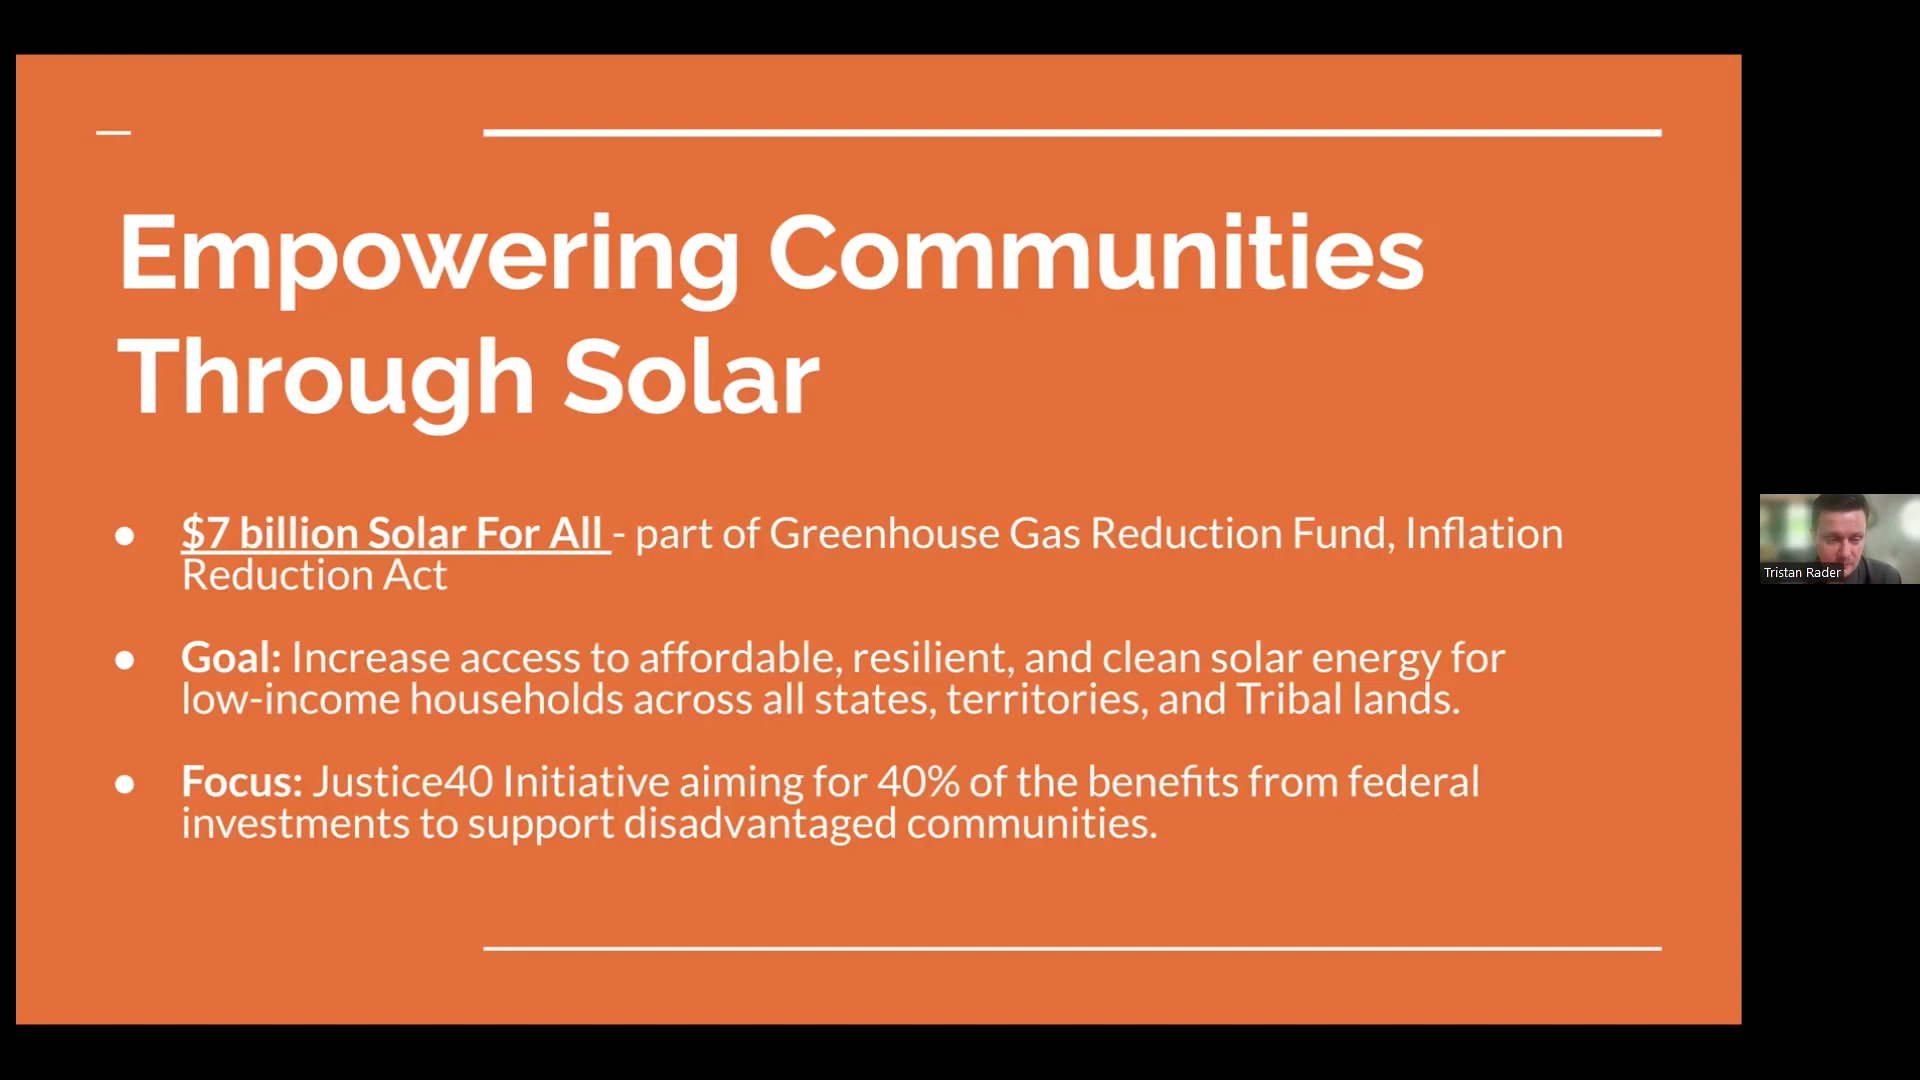 Empowering Communities
Through Solar
● $7 billion Solar For All - part of Greenhouse Gas Reduction Fund, Inflation
Reduction Act
● Goal: Increase access to affordable, resilient, and clean solar energy for
low-income households across all states, territories, and Tribal lands.
● Focus: Justice40 Initiative aiming for 40% of the benefits from federal
investments to support disadvantaged communities.
Tristan Rader